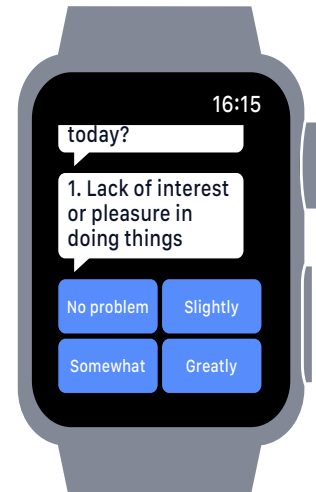 16:15
today?
1. Lack of interest
or pleasure in
doing things
No problem
Slightly
Somewhat
Greatly